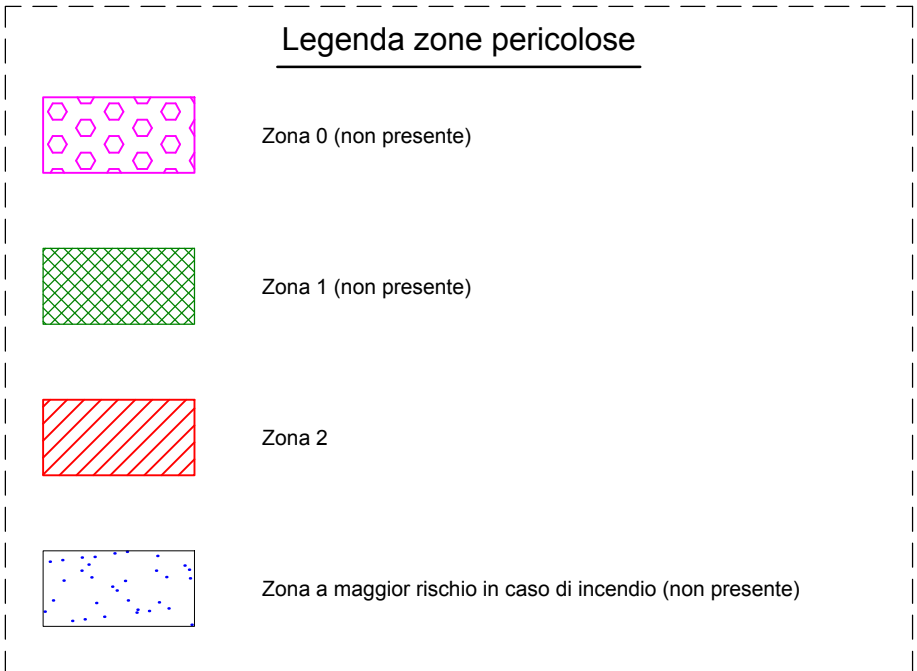 Legenda zone pericolose
Zona 0 (non presente)
Zona 1 (non presente)
Zona 2
Zona a maggior rischio in caso di incendio (non presente)